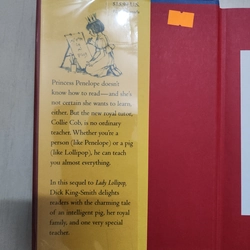 Princess Penelope doesn't
know how to read—and she's
not certain she wants to learn,
either. But the new royal tutor,
Collie Cob, is no ordinary
teacher. Whether you're a
person (like Penelope) or a pig
(like Lollipop), he can teach
you almost everything.
In this sequel to Lady Lollipop,
Dick King-Smith delights
readers with the charming tale
of an intelligent pig, her royal
family, and one very special
teacher.